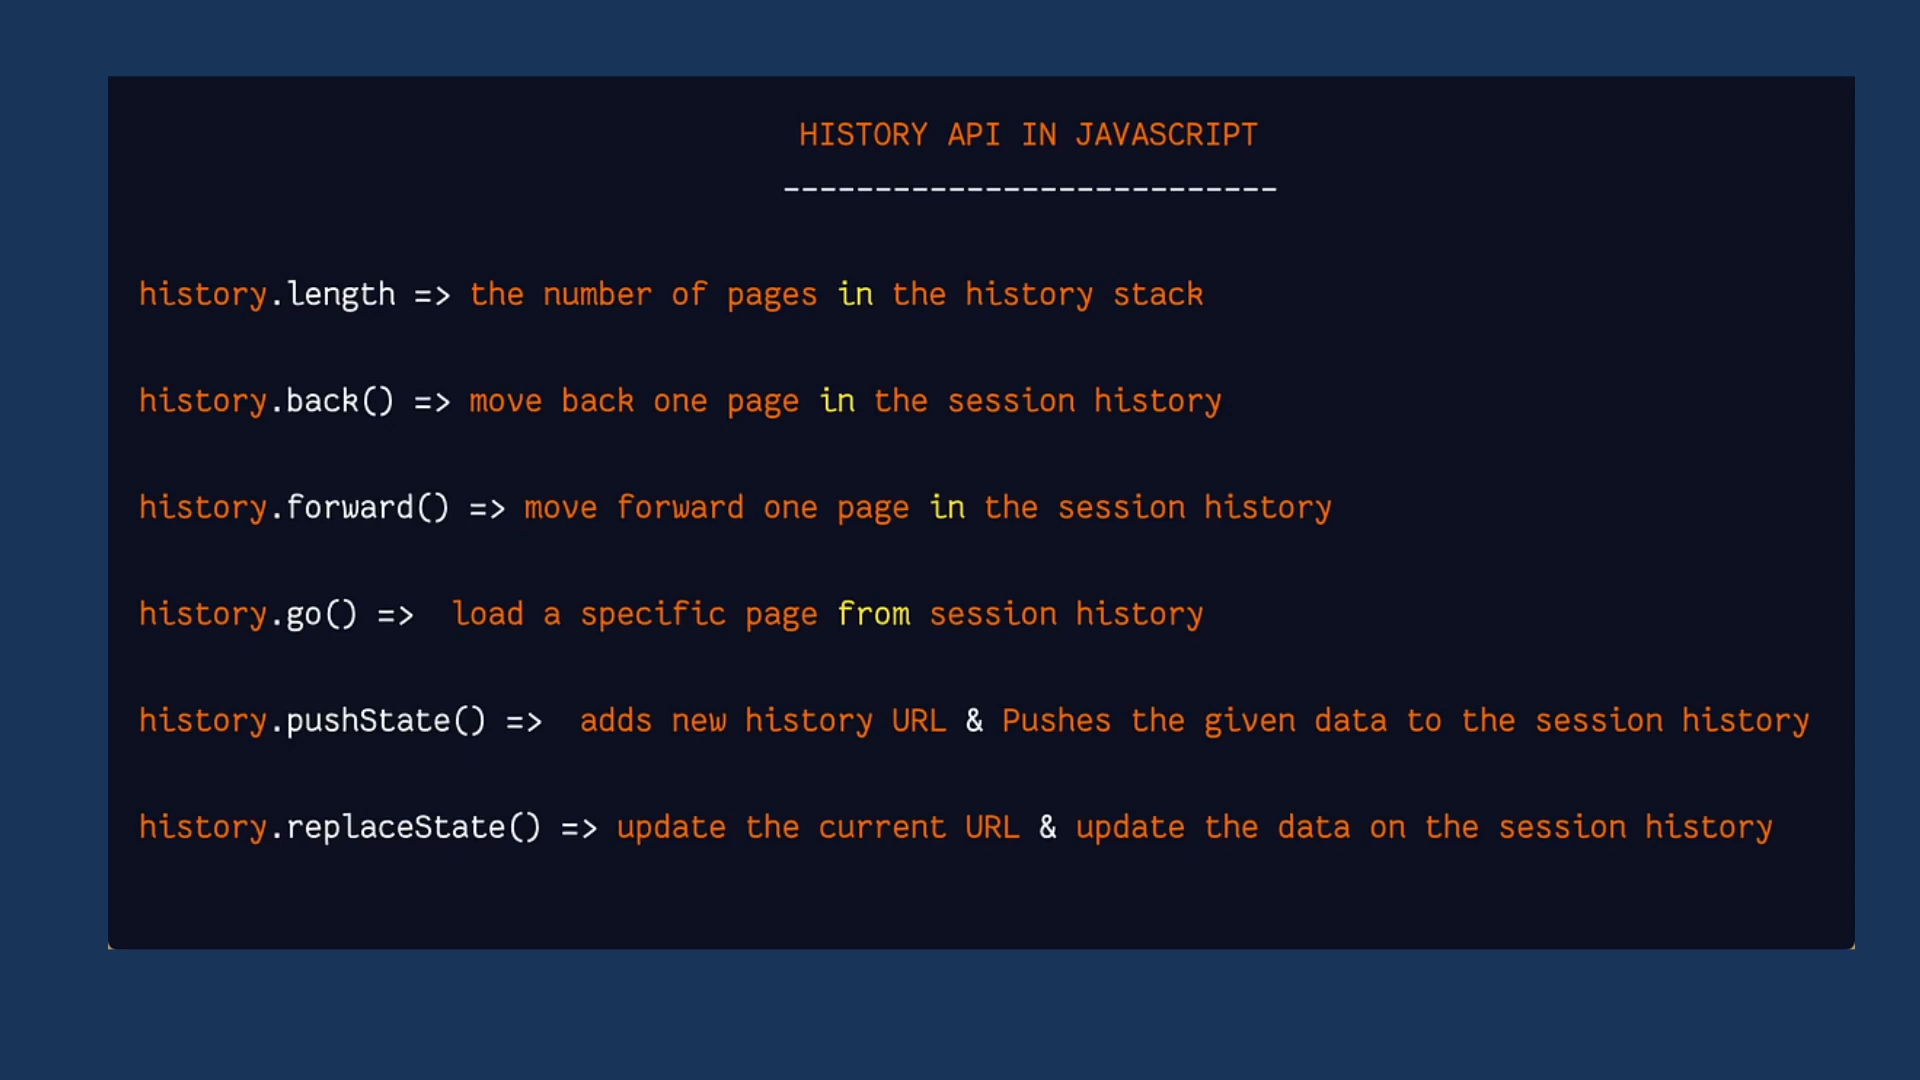 HISTORY API IN JAVASCRIPT
---------------------------
history.length => the number of pages in the history stack
history.back() => move back one page in the session history
history.forward() => move forward one page in the session history
history.go() =>  load a specific page from session history
history.pushState() =>  adds new history URL & Pushes the given data to the session history
history.replaceState() => update the current URL & update the data on the session history